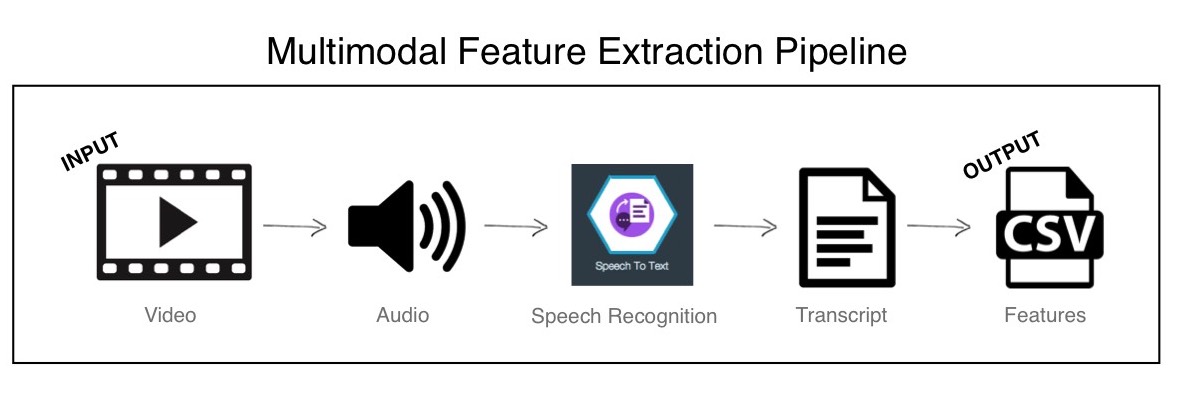 Multimodal Feature Extraction Pipeline
INPUT
OUTPUT
CSV
Speech To Text
Video
Audio
Speech Recognition
Transcript
Features